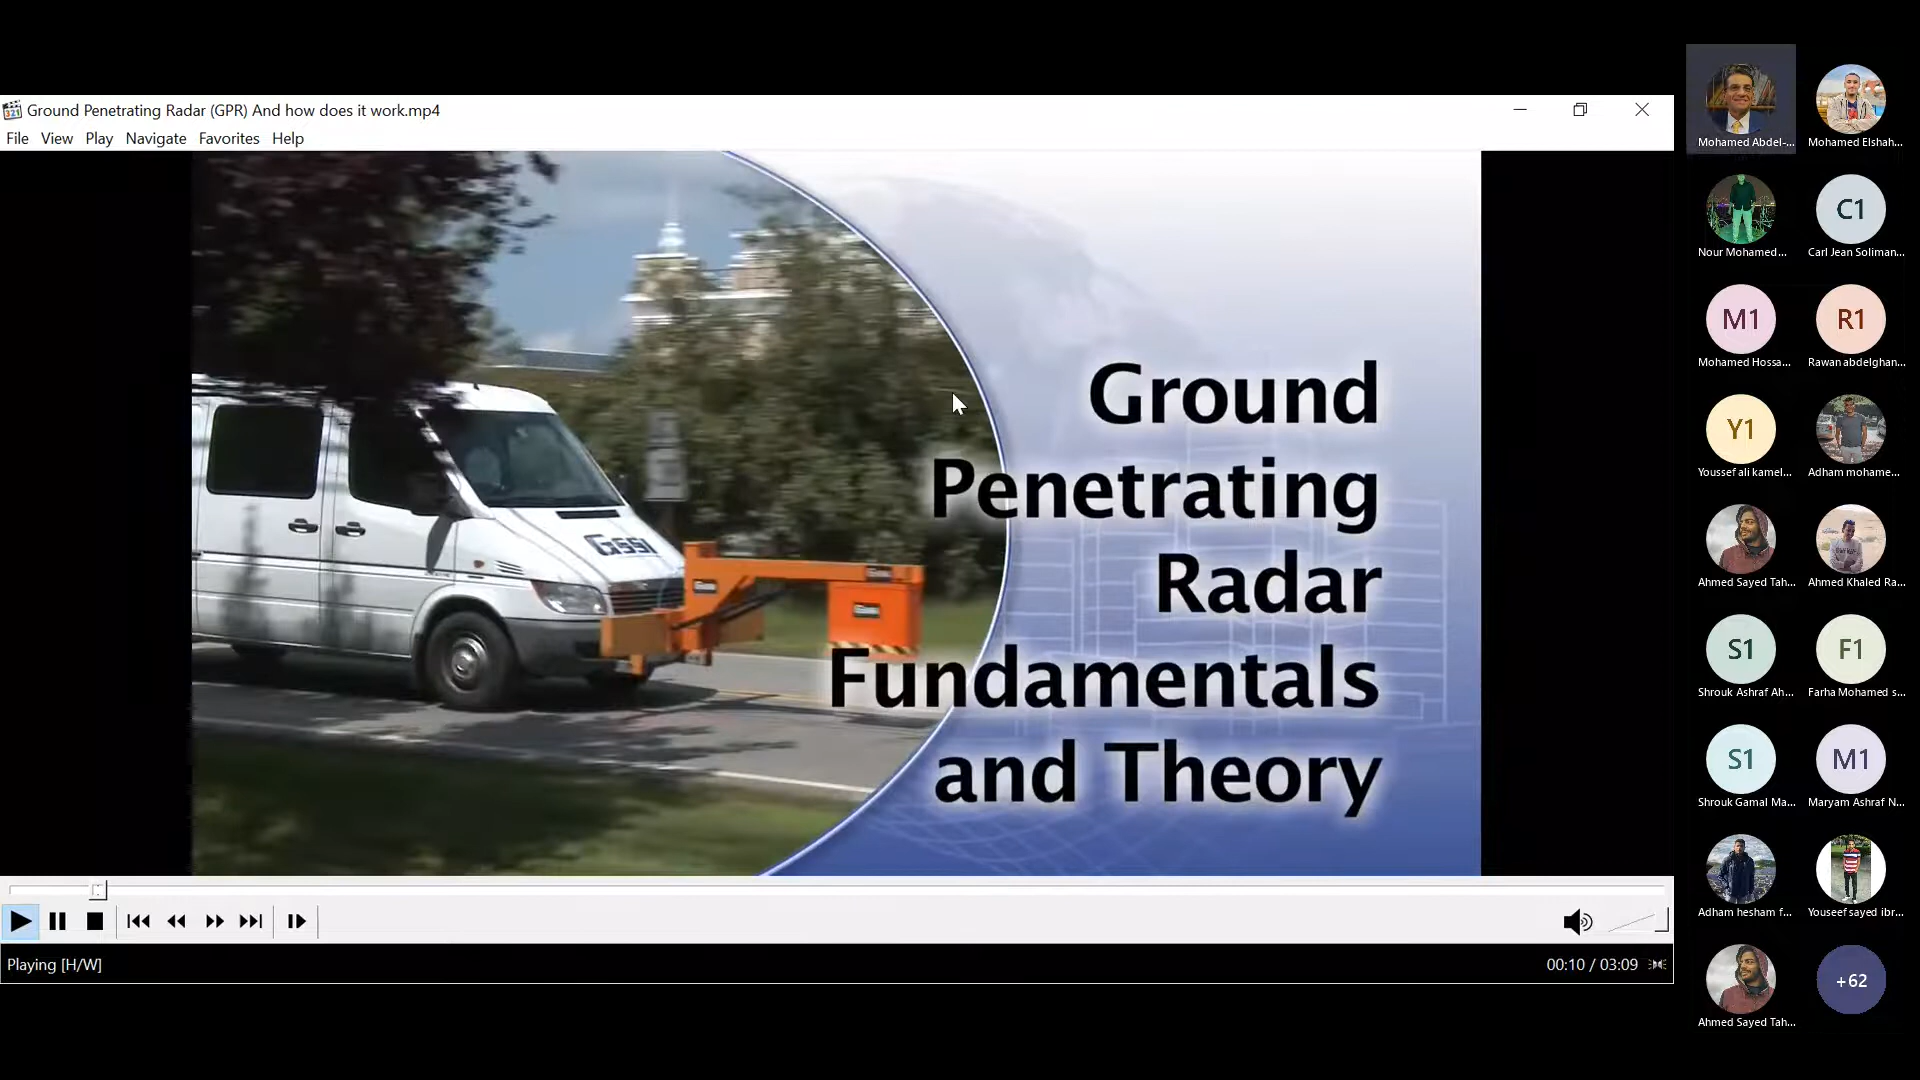 Ground Penetrating Radar (GPR) And how does it work.mp4
File View Play Navigate Favorites Help
GSSI
Ground
Penetrating
Radar
Fundamentals
and Theory
Playing [H/W]
00:10 / 03:09
Mohamed Abdel-...
Mohamed Elshah...
Nour Mohamed...
C1
Carl Jean Soliman...
M1
Mohamed Hossa...
R1
Rawan abdelghan...
Y1
Youssef ali kamel...
Adham mohame...
Ahmed Sayed Tah...
Ahmed Khaled Ra...
S1
Shrouk Ashraf Ah...
F1
Farha Mohamed s...
S1
Shrouk Gamal Ma...
M1
Maryam Ashraf N...
Adham hesham f...
Youseef sayed ibr...
Ahmed Sayed Tah...
+62